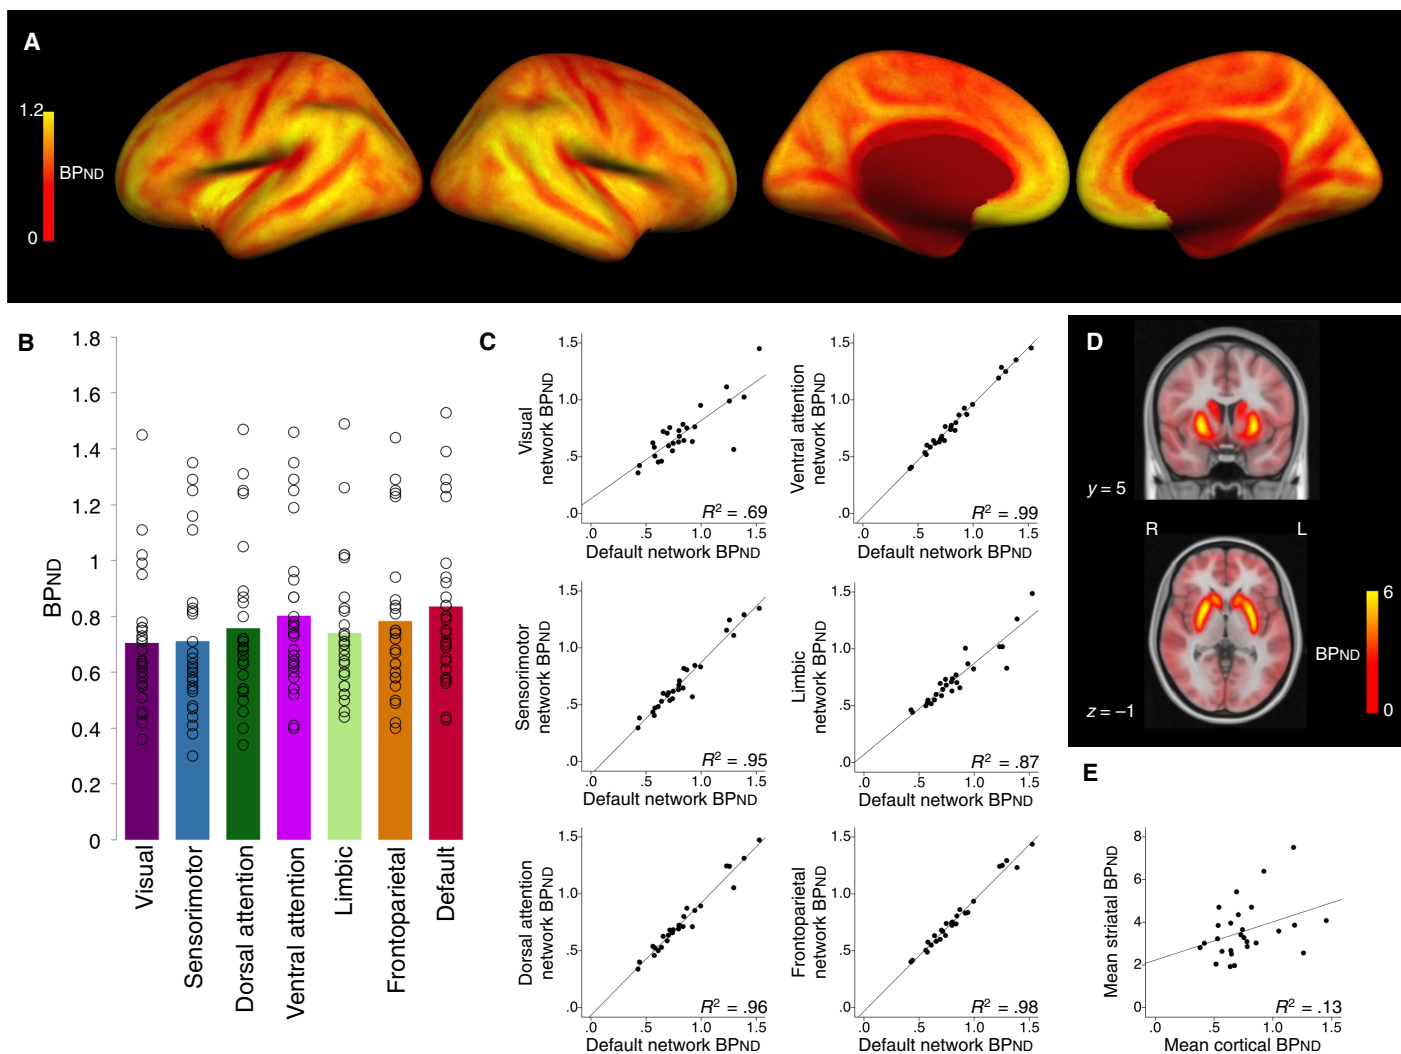 A
1.2
BPND
0
B
1.8
1.6
1.4
1.2
1
0.8
0.6
0.4
0.2
0
BPND
Visual
Sensorimotor
Dorsal attention
Ventral attention
Limbic
Frontoparietal
Default
C
Visual
network BPND
1.5
1.0
.5
.0
R² = .69
.0 .5 1.0 1.5
Default network BPND
Ventral attention
network BPND
1.5
1.0
.5
.0
R² = .99
.0 .5 1.0 1.5
Default network BPND
Sensorimotor
network BPND
1.5
1.0
.5
.0
R² = .95
.0 .5 1.0 1.5
Default network BPND
Limbic
network BPND
1.5
1.0
.5
.0
R² = .87
.0 .5 1.0 1.5
Default network BPND
Dorsal attention
network BPND
1.5
1.0
.5
.0
R² = .96
.0 .5 1.0 1.5
Default network BPND
Frontoparietal
network BPND
1.5
1.0
.5
.0
R² = .98
.0 .5 1.0 1.5
Default network BPND
D
y = 5
R L
z = –1
6
BPND
0
E
Mean striatal BPND
8
6
4
2
0
R² = .13
.0 .5 1.0 1.5
Mean cortical BPND